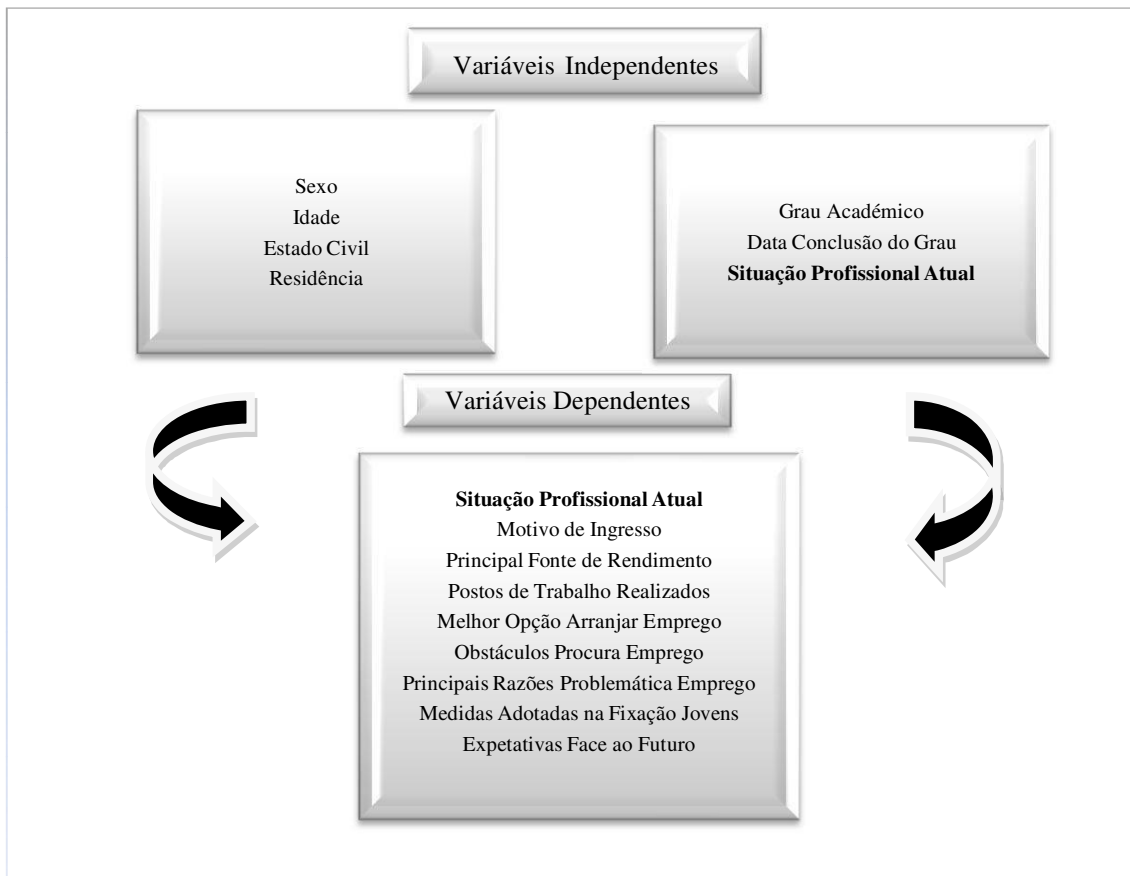 Variáveis Independentes
Sexo
Idade
Estado Civil
Residência
Grau Académico
Data Conclusão do Grau
Situação Profissional Atual
Variáveis Dependentes
Situação Profissional Atual
Motivo de Ingresso
Principal Fonte de Rendimento
Postos de Trabalho Realizados
Melhor Opção Arranjar Emprego
Obstáculos Procura Emprego
Principais Razões Problemática Emprego
Medidas Adotadas na Fixação Jovens
Expetativas Face ao Futuro